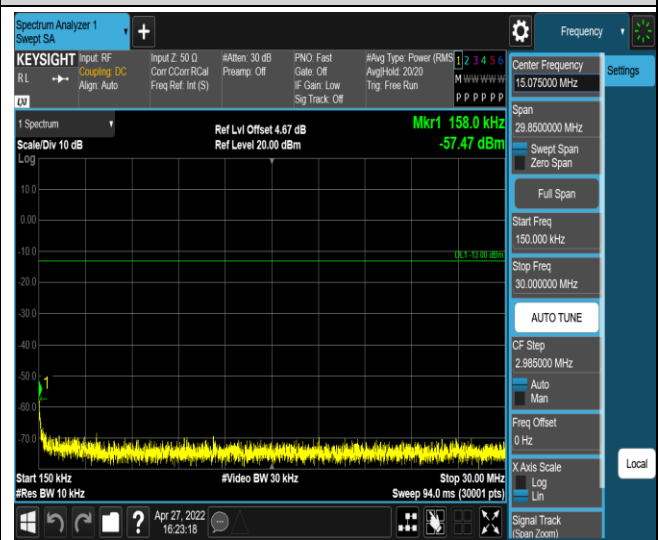 Spectrum Analyzer 1
Swept SA
Frequency
KEYSIGHT
RL
Input: RF
Coupling: DC
Align: Auto
Input Z: 50 Ω
Corr CCorr RCal
Freq Ref: Int (S)
#Atten: 30 dB
Preamp: Off
PNO: Fast
Gate: Off
IF Gain: Low
Sig Track: Off
#Avg Type: Power (RMS
Avg|Hold: 20/20
Trig: Free Run
1 2 3 4 5 6
M W W W W W
P P P P P P
Center Frequency
15.075000 MHz
Settings
Span
29.8500000 MHz
Swept Span
Zero Span
Full Span
Start Freq
150.000 kHz
Stop Freq
30.000000 MHz
AUTO TUNE
CF Step
2.985000 MHz
Auto
Man
Freq Offset
0 Hz
X Axis Scale
Log
Lin
Signal Track
(Span Zoom)
Local
1 Spectrum
Scale/Div 10 dB
Log
Ref Lvl Offset 4.67 dB
Ref Level 20.00 dBm
Mkr1 158.0 kHz
-57.47 dBm
10.0
0.00
-10.0
DL1 -13.00 dBm
-20.0
-30.0
-40.0
-50.0
1
-60.0
-70.0
Start 150 kHz
#Video BW 30 kHz
Stop 30.00 MHz
#Res BW 10 kHz
Sweep 94.0 ms (30001 pts)
?
Apr 27, 2022
16:23:18